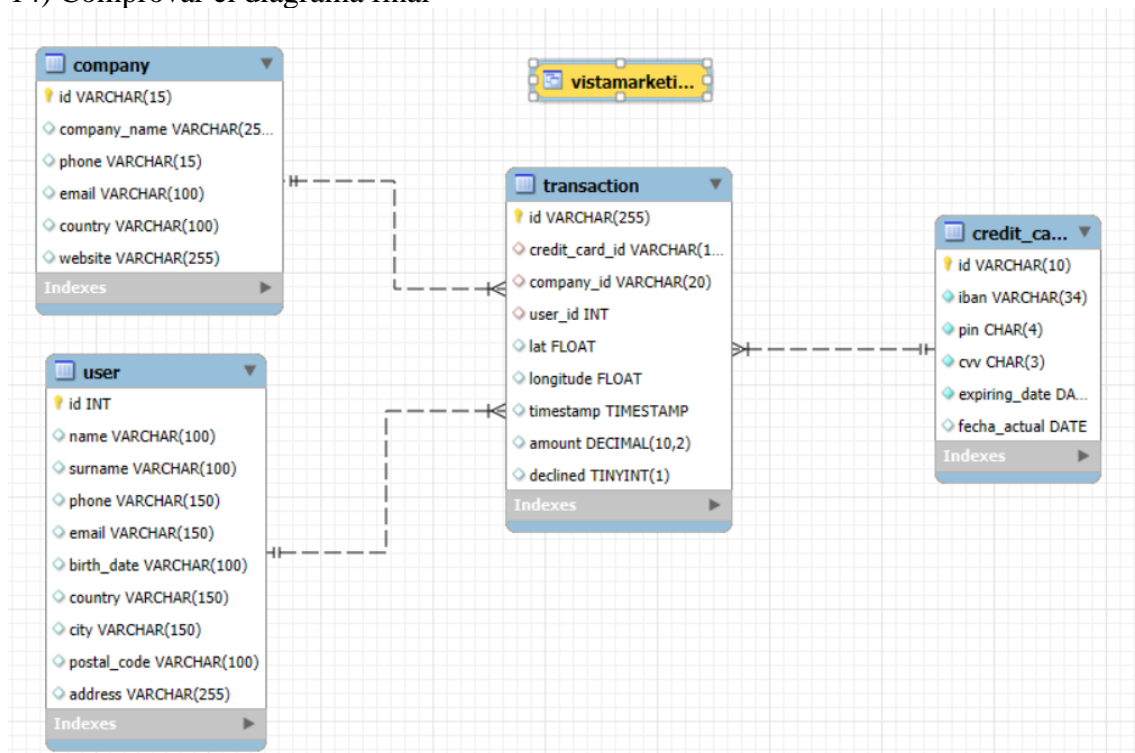 14) Comprovar el diagrama final
company
id VARCHAR(15)
company_name VARCHAR(25...
phone VARCHAR(15)
email VARCHAR(100)
country VARCHAR(100)
website VARCHAR(255)
Indexes
user
id INT
name VARCHAR(100)
surname VARCHAR(100)
phone VARCHAR(150)
email VARCHAR(150)
birth_date VARCHAR(100)
country VARCHAR(150)
city VARCHAR(150)
postal_code VARCHAR(100)
address VARCHAR(255)
Indexes
vistamarketi...
transaction
id VARCHAR(255)
credit_card_id VARCHAR(1...
company_id VARCHAR(20)
user_id INT
lat FLOAT
longitude FLOAT
timestamp TIMESTAMP
amount DECIMAL(10,2)
declined TINYINT(1)
Indexes
credit_ca...
id VARCHAR(10)
iban VARCHAR(34)
pin CHAR(4)
cvv CHAR(3)
expiring_date DA...
fecha_actual DATE
Indexes